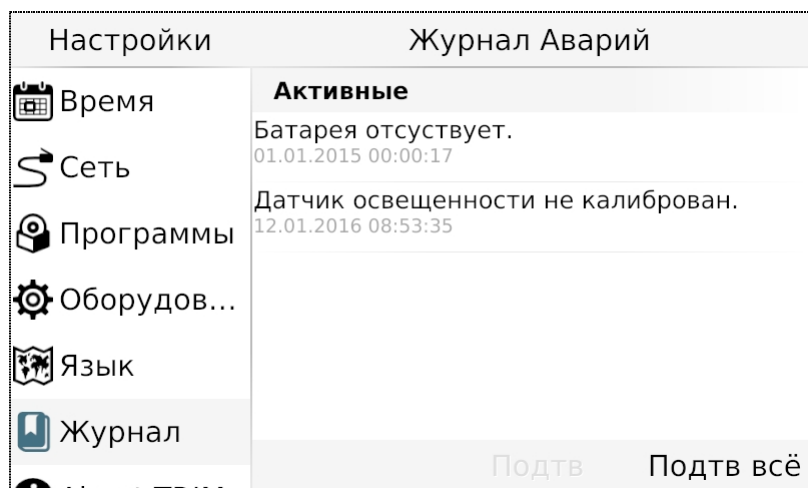 Настройки
Журнал Аварий
Время
Сеть
Программы
Оборудов...
Язык
Журнал
Активные
Батарея отсуствует.
01.01.2015 00:00:17
Датчик освещенности не калиброван.
12.01.2016 08:53:35
Подтв
Подтв всё